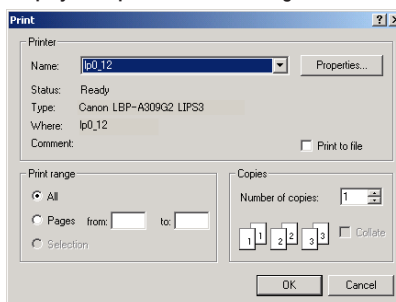 Print
Printer
Name: lp0_12 Properties...
Status: Ready
Type: Canon LBP-A309G2 LIPS3
Where: lp0_12
Comment: Print to file
Print range
All
Pages from: to:
Selection
Copies
Number of copies: 1
1 1 2 2 3 3 Collate
OK Cancel